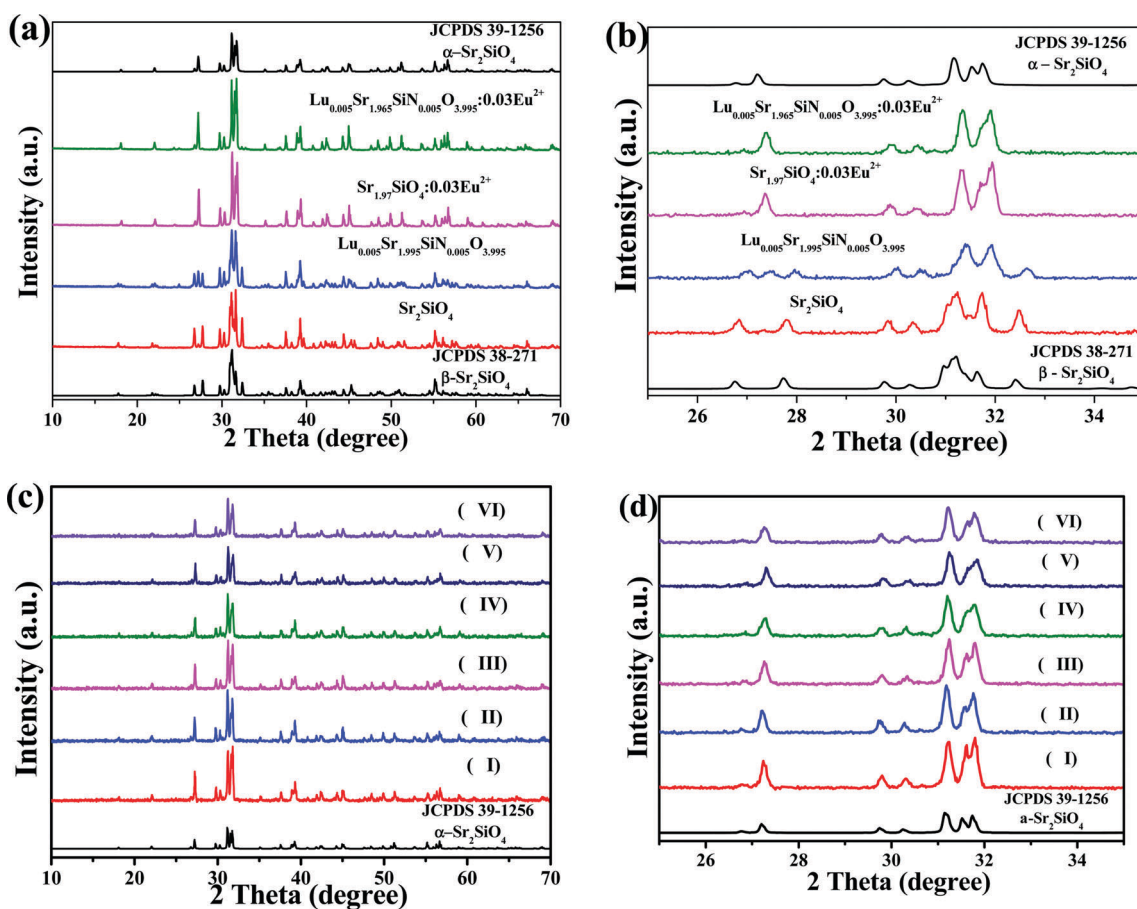 (a)
JCPDS 39-1256
α–Sr₂SiO₄
Lu₀.₀₀₅Sr₁.₉₆₅SiN₀.₀₀₅O₃.₉₉₅:0.03Eu²⁺
Sr₁.₉₇SiO₄:0.03Eu²⁺
Lu₀.₀₀₅Sr₁.₉₉₅SiN₀.₀₀₅O₃.₉₉₅
Sr₂SiO₄
JCPDS 38-271
β-Sr₂SiO₄
Intensity (a.u.)
10 20 30 40 50 60 70
2 Theta (degree)
(b)
JCPDS 39-1256
α – Sr₂SiO₄
Lu₀.₀₀₅Sr₁.₉₆₅SiN₀.₀₀₅O₃.₉₉₅:0.03Eu²⁺
Sr₁.₉₇SiO₄:0.03Eu²⁺
Lu₀.₀₀₅Sr₁.₉₉₅SiN₀.₀₀₅O₃.₉₉₅
Sr₂SiO₄
JCPDS 38-271
β - Sr₂SiO₄
Intensity (a.u.)
26 28 30 32 34
2 Theta (degree)
(c)
( VI)
( V)
( IV)
( III)
( II)
( I)
JCPDS 39-1256
α–Sr₂SiO₄
Intensity (a.u.)
10 20 30 40 50 60 70
2 Theta (degree)
(d)
( VI)
( V)
( IV)
( III)
( II)
( I)
JCPDS 39-1256
a-Sr₂SiO₄
Intensity (a.u.)
26 28 30 32 34
2 Theta (degree)